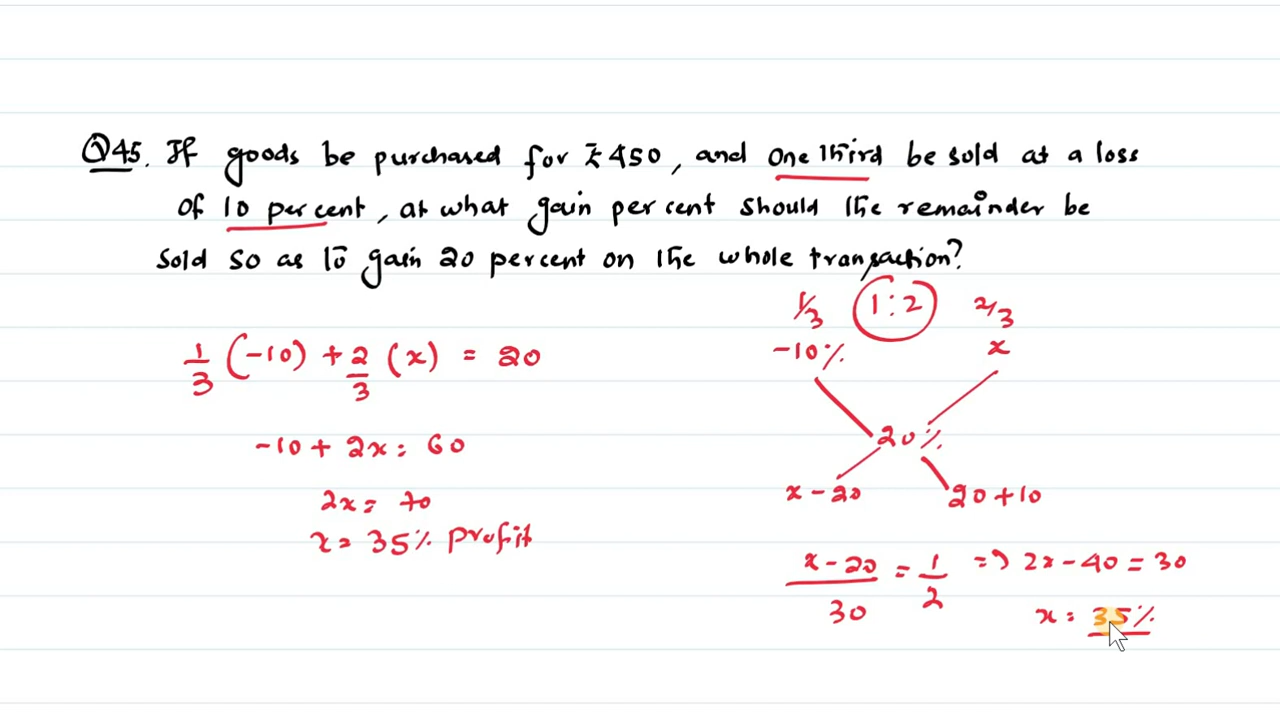 Q45. If goods be purchased for ₹450, and One third be sold at a loss
of 10 percent, at what gain percent should the remainder be
sold so as to gain 20 percent on the whole transaction?
1/3 (-10) + 2/3 (x) = 20
-10 + 2x = 60
2x = 70
x = 35% profit
1/3 1:2 2/3
-10% x
20%
x-20 20+10
x-20/30 = 1/2 => 2x-40=30
x = 35%